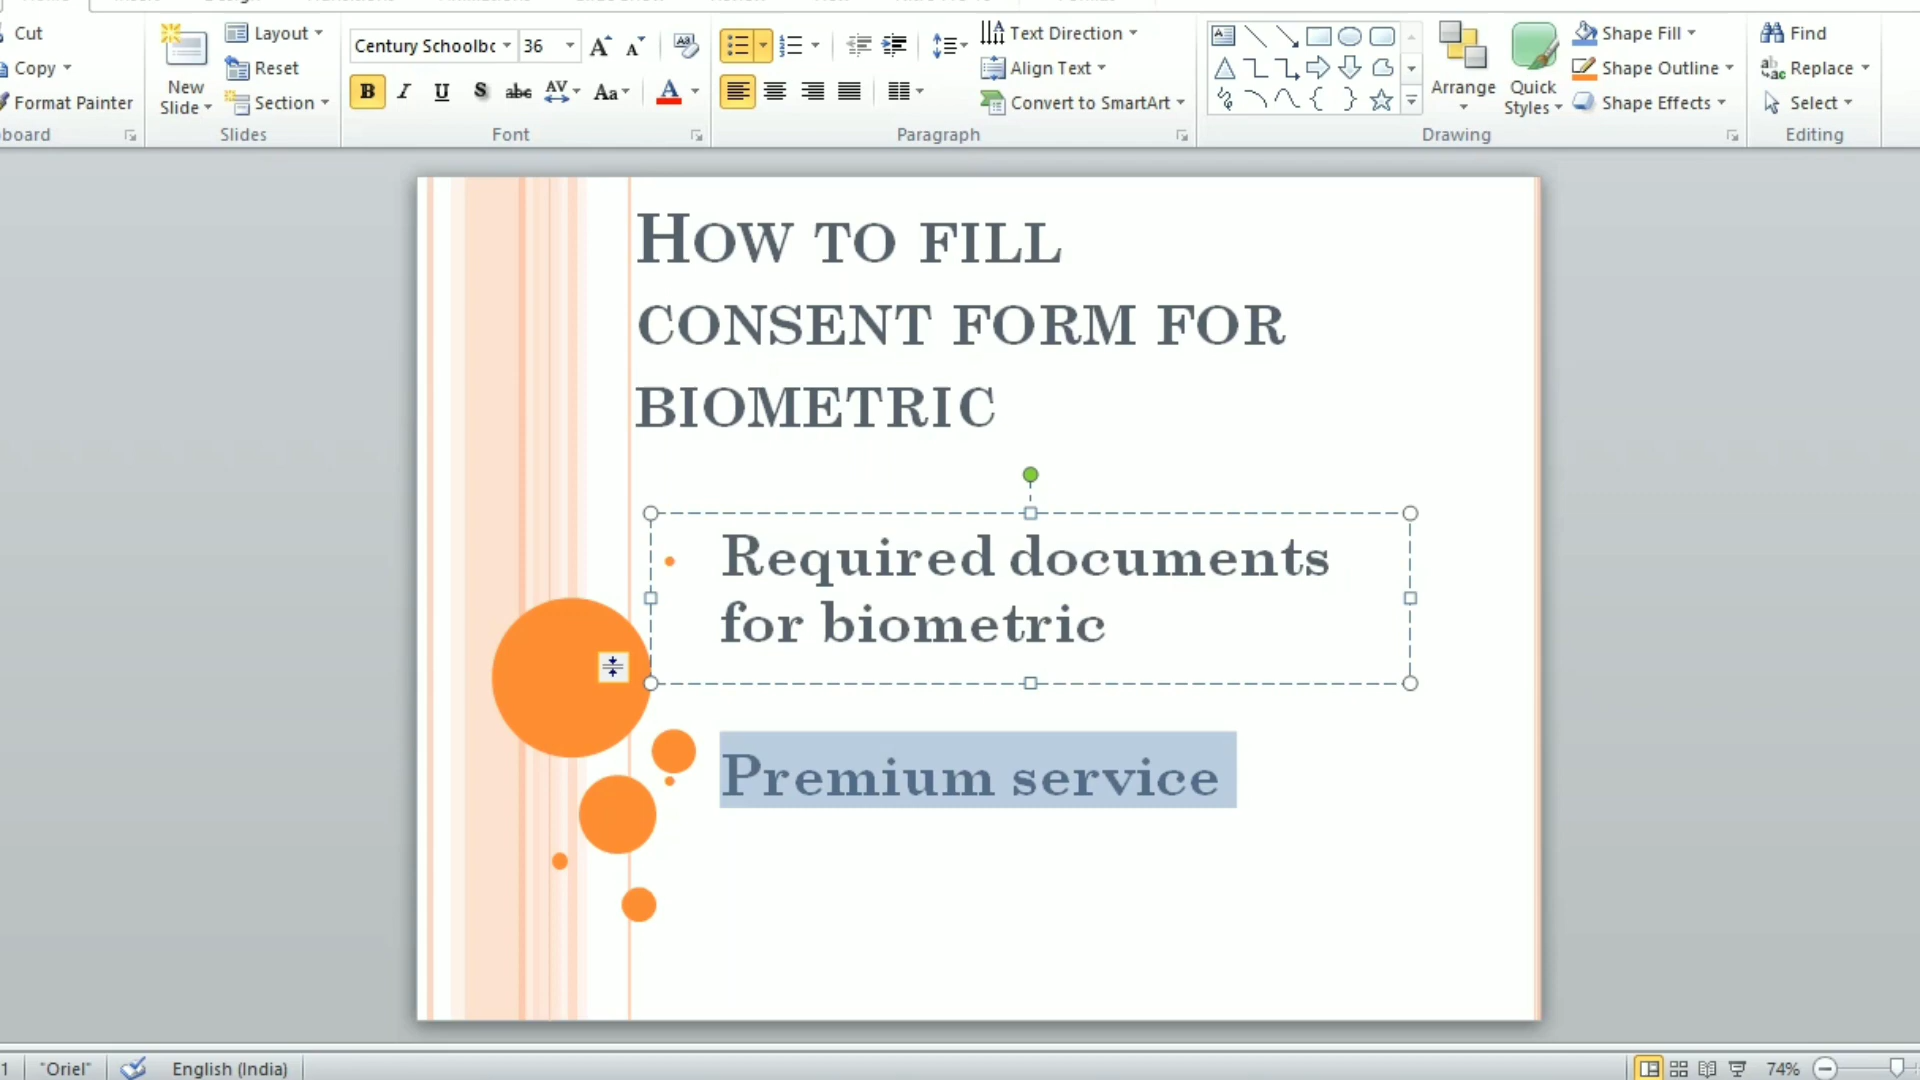 Cut
Copy
Format Painter
board
New
Slide
Layout
Reset
Section
Slides
Century Schoolbc
36
B I U S abc AV Aa A
Font
Text Direction
Align Text
Convert to SmartArt
Paragraph
Arrange
Quick
Styles
Shape Fill
Shape Outline
Shape Effects
Drawing
Find
Replace
Select
Editing
How to fill
consent form for
biometric
Required documents
for biometric
Premium service
1 "Oriel" English (India) 74%